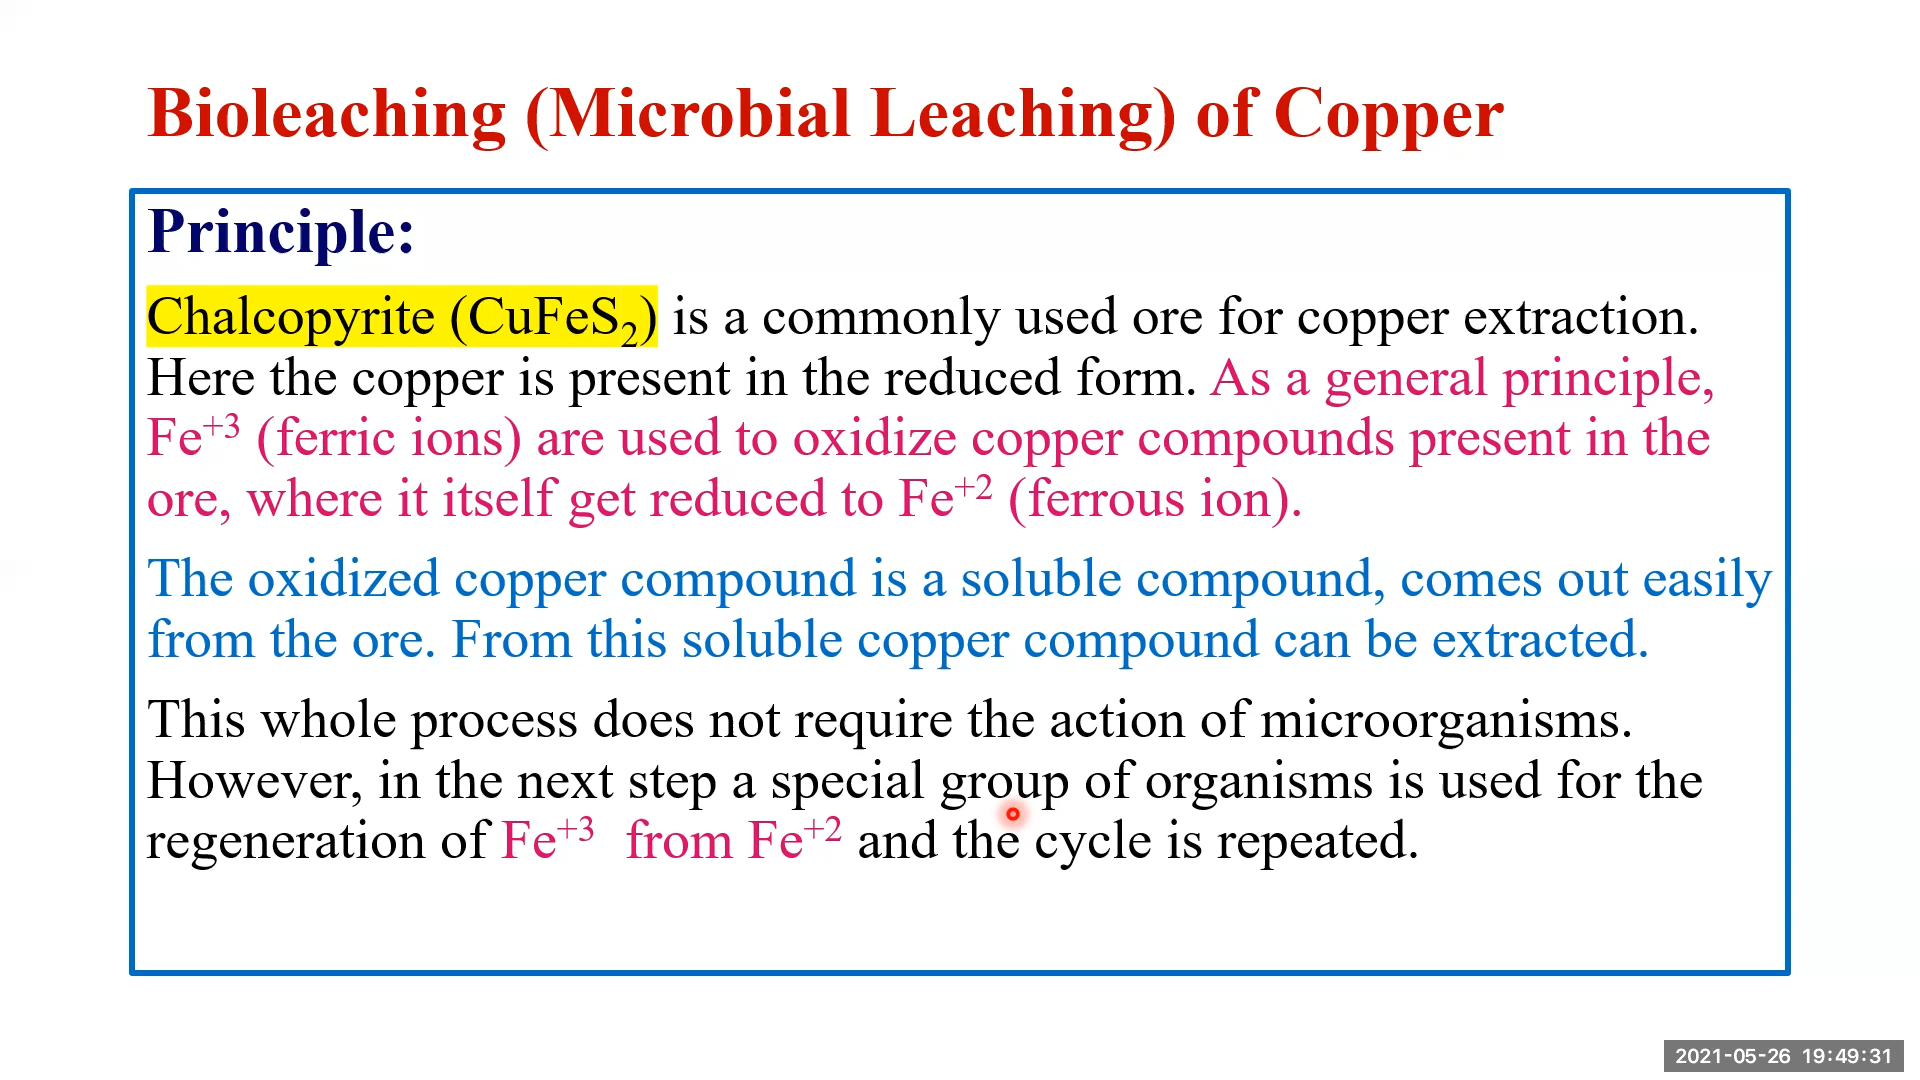 Bioleaching (Microbial Leaching) of Copper
Principle:
Chalcopyrite (CuFeS₂) is a commonly used ore for copper extraction.
Here the copper is present in the reduced form. As a general principle,
Fe⁺³ (ferric ions) are used to oxidize copper compounds present in the
ore, where it itself get reduced to Fe⁺² (ferrous ion).
The oxidized copper compound is a soluble compound, comes out easily
from the ore. From this soluble copper compound can be extracted.
This whole process does not require the action of microorganisms.
However, in the next step a special group of organisms is used for the
regeneration of Fe⁺³ from Fe⁺² and the cycle is repeated.
2021-05-26 19:49:31